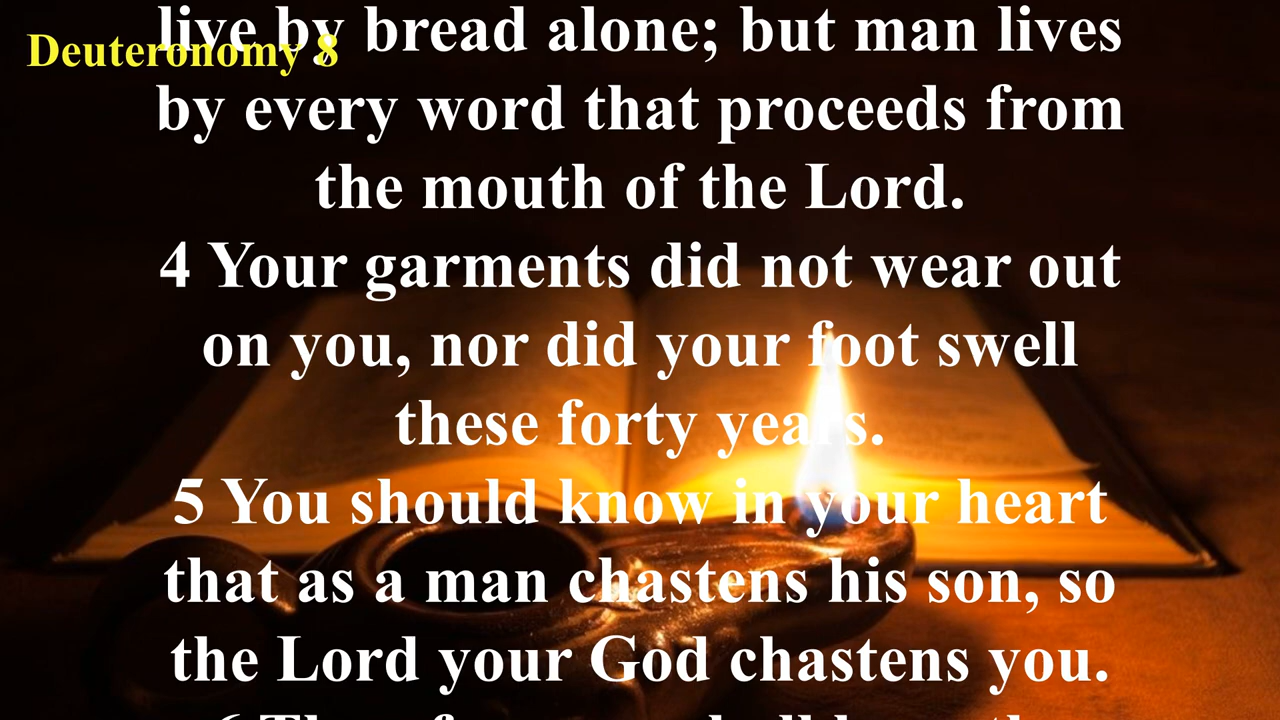 Deuteronomy 8
live by bread alone; but man lives
by every word that proceeds from
the mouth of the Lord.
4 Your garments did not wear out
on you, nor did your foot swell
these forty years.
5 You should know in your heart
that as a man chastens his son, so
the Lord your God chastens you.